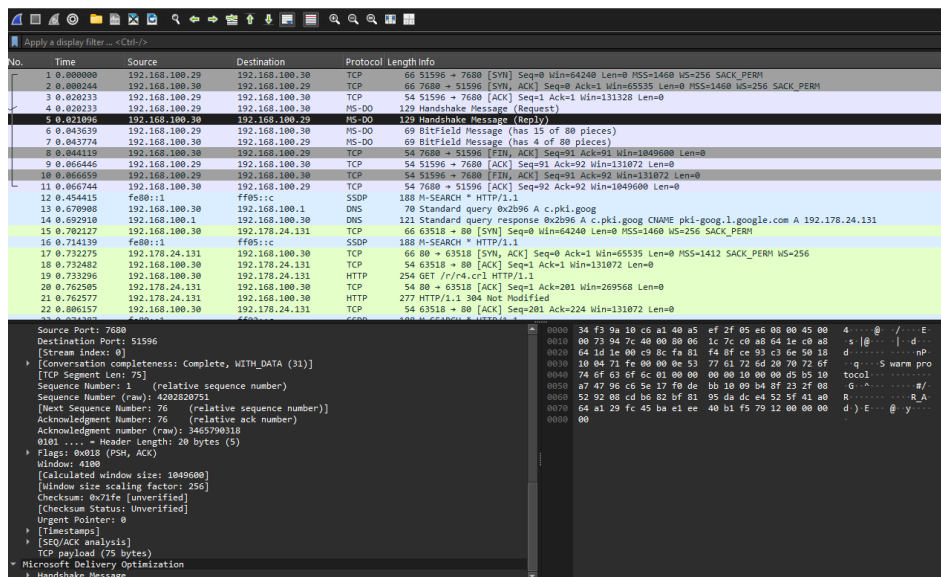 Apply a display filter ... <Ctrl-/>
No. Time Source Destination Protocol Length Info
1 0.000000 192.168.100.29 192.168.100.30 TCP 66 51596 → 7680 [SYN] Seq=0 Win=64240 Len=0 MSS=1460 WS=256 SACK_PERM
2 0.000244 192.168.100.30 192.168.100.29 TCP 66 7680 → 51596 [SYN, ACK] Seq=0 Ack=1 Win=65535 Len=0 MSS=1460 WS=256 SACK_PERM
3 0.020233 192.168.100.29 192.168.100.30 TCP 54 51596 → 7680 [ACK] Seq=1 Ack=1 Win=131328 Len=0
4 0.020233 192.168.100.29 192.168.100.30 MS-DO 129 Handshake Message (Request)
5 0.021096 192.168.100.30 192.168.100.29 MS-DO 129 Handshake Message (Reply)
6 0.043639 192.168.100.29 192.168.100.30 MS-DO 69 BitField Message (has 15 of 80 pieces)
7 0.043774 192.168.100.30 192.168.100.29 MS-DO 69 BitField Message (has 4 of 80 pieces)
8 0.044119 192.168.100.30 192.168.100.29 TCP 54 7680 → 51596 [FIN, ACK] Seq=91 Ack=91 Win=1049600 Len=0
9 0.066446 192.168.100.29 192.168.100.30 TCP 54 51596 → 7680 [ACK] Seq=91 Ack=92 Win=131072 Len=0
10 0.066659 192.168.100.29 192.168.100.30 TCP 54 51596 → 7680 [FIN, ACK] Seq=91 Ack=92 Win=131072 Len=0
11 0.066744 192.168.100.30 192.168.100.29 TCP 54 7680 → 51596 [ACK] Seq=92 Ack=92 Win=1049600 Len=0
12 0.454415 fe80::1 ff05::c SSDP 188 M-SEARCH * HTTP/1.1
13 0.670908 192.168.100.30 192.168.100.1 DNS 70 Standard query 0x2b96 A c.pki.goog
14 0.692910 192.168.100.1 192.168.100.30 DNS 121 Standard query response 0x2b96 A c.pki.goog CNAME pki-goog.l.google.com A 192.178.24.131
15 0.702127 192.168.100.30 192.178.24.131 TCP 66 63518 → 80 [SYN] Seq=0 Win=64240 Len=0 MSS=1460 WS=256 SACK_PERM
16 0.714139 fe80::1 ff05::c SSDP 188 M-SEARCH * HTTP/1.1
17 0.732275 192.178.24.131 192.168.100.30 TCP 66 80 → 63518 [SYN, ACK] Seq=0 Ack=1 Win=65535 Len=0 MSS=1412 SACK_PERM WS=256
18 0.732482 192.168.100.30 192.178.24.131 TCP 54 63518 → 80 [ACK] Seq=1 Ack=1 Win=131072 Len=0
19 0.733296 192.168.100.30 192.178.24.131 HTTP 254 GET /r/r4.crl HTTP/1.1
20 0.762505 192.178.24.131 192.168.100.30 TCP 54 80 → 63518 [ACK] Seq=1 Ack=201 Win=269568 Len=0
21 0.762577 192.178.24.131 192.168.100.30 HTTP 277 HTTP/1.1 304 Not Modified
22 0.806157 192.168.100.30 192.178.24.131 TCP 54 63518 → 80 [ACK] Seq=201 Ack=224 Win=131072 Len=0
Source Port: 7680
Destination Port: 51596
[Stream index: 0]
[Conversation completeness: Complete, WITH_DATA (31)]
[TCP Segment Len: 75]
Sequence Number: 1 (relative sequence number)
Sequence Number (raw): 4202820751
[Next Sequence Number: 76 (relative sequence number)]
Acknowledgment Number: 76 (relative ack number)
Acknowledgment number (raw): 3465790318
0101 .... = Header Length: 20 bytes (5)
Flags: 0x018 (PSH, ACK)
Window: 4100
[Calculated window size: 1049600]
[Window size scaling factor: 256]
Checksum: 0x71fe [unverified]
[Checksum Status: Unverified]
Urgent Pointer: 0
[Timestamps]
[SEQ/ACK analysis]
TCP payload (75 bytes)
Microsoft Delivery Optimization
Handshake Message
0000 34 f3 9a 10 c6 a1 40 a5 ef 2f 05 e6 08 00 45 00
0010 00 73 94 7c 40 00 80 06 1c 7c c0 a8 64 1e c0 a8
0020 64 1d 1e 00 c9 8c fa 81 f4 8f ce 93 c3 6e 50 18
0030 10 04 71 fe 00 00 0e 53 77 61 72 6d 20 70 72 6f
0040 74 6f 63 6f 6c 01 00 00 00 00 10 00 00 d5 b5 10
0050 a7 47 96 c6 5e 17 f0 de bb 10 09 b4 8f 23 2f 08
0060 52 92 08 cd b6 82 bf 81 95 da dc e4 52 5f 41 a0
0070 64 a1 29 fc 45 ba e1 ee 40 b1 f5 79 12 00 00 00
0080 00